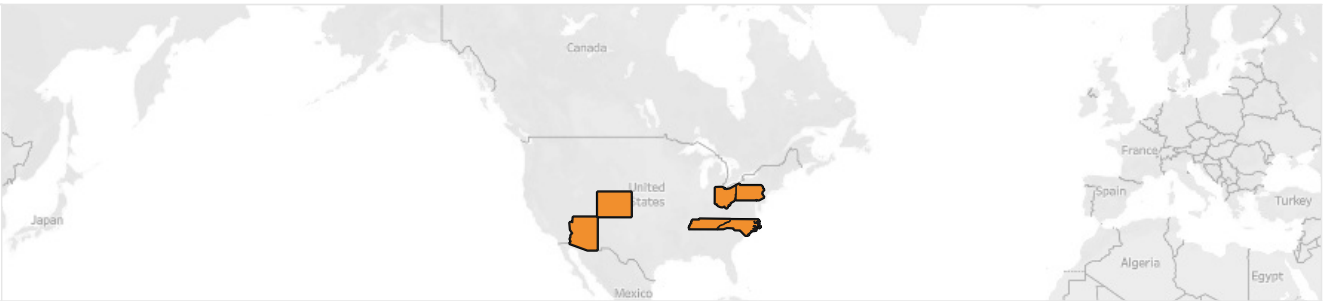 Canada
United
States
Mexico
Japan
France
Spain
Turkey
Algeria
Egypt